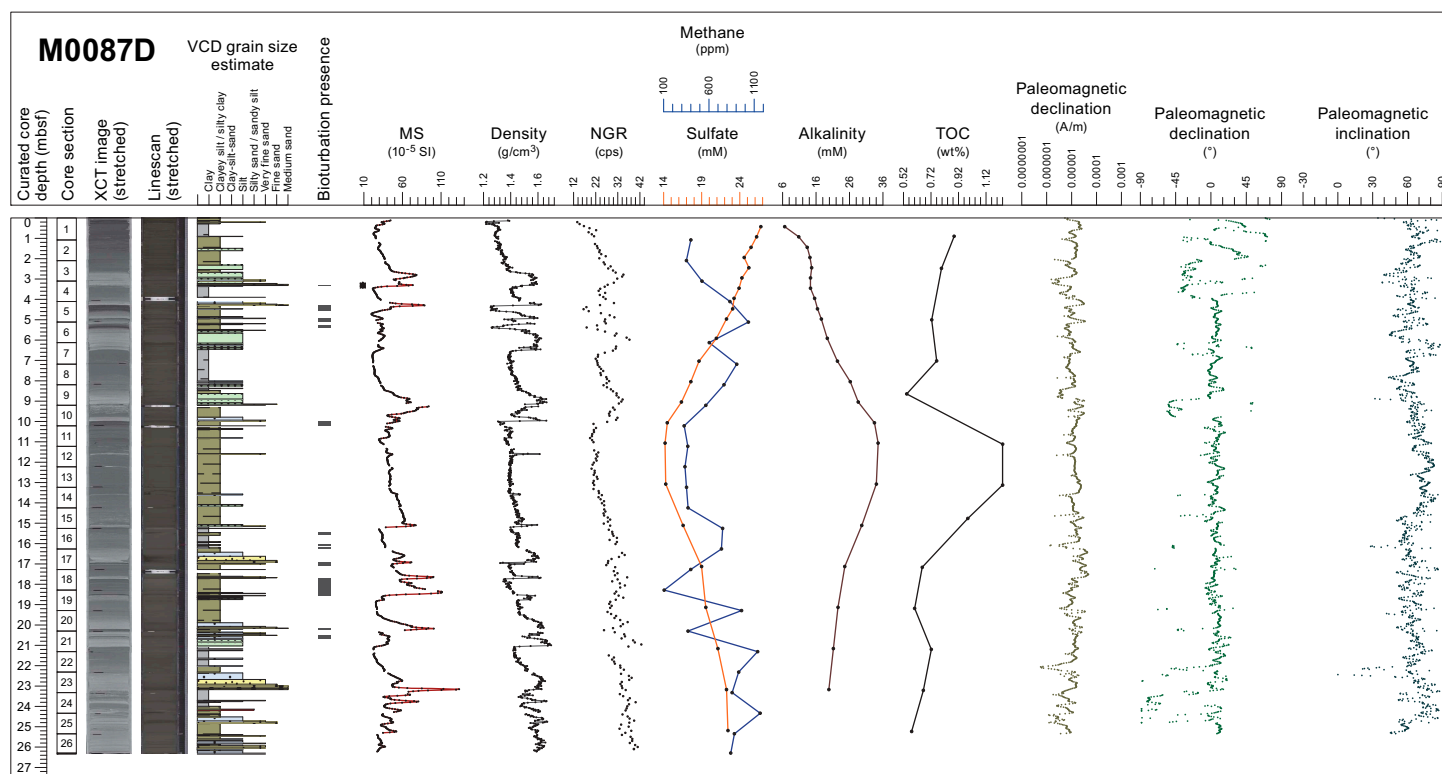 M0087D
VCD grain size
estimate
Curated core
depth (mbsf)
Core section
XCT image
(stretched)
Linescan
(stretched)
Clay
Clayey silt / silty clay
Clay-silt-sand
Silt
Silty sand / sandy silt
Very fine sand
Fine sand
Medium sand
Bioturbation presence
MS
(10⁻⁵ SI)
10
60
110
Density
(g/cm³)
1.2
1.4
1.6
NGR
(cps)
12
22
32
42
Methane
(ppm)
100
600
1100
Sulfate
(mM)
14
19
24
Alkalinity
(mM)
6
16
26
36
TOC
(wt%)
0.52
0.72
0.92
1.12
Paleomagnetic
declination
(A/m)
0.0000001
0.000001
0.00001
0.0001
0.001
Paleomagnetic
declination
(°)
-90
-45
0
45
90
Paleomagnetic
inclination
(°)
-30
0
30
60
90
0
1
2
3
4
5
6
7
8
9
10
11
12
13
14
15
16
17
18
19
20
21
22
23
24
25
26
27
1
2
3
4
5
6
7
8
9
10
11
12
13
14
15
16
17
18
19
20
21
22
23
24
25
26